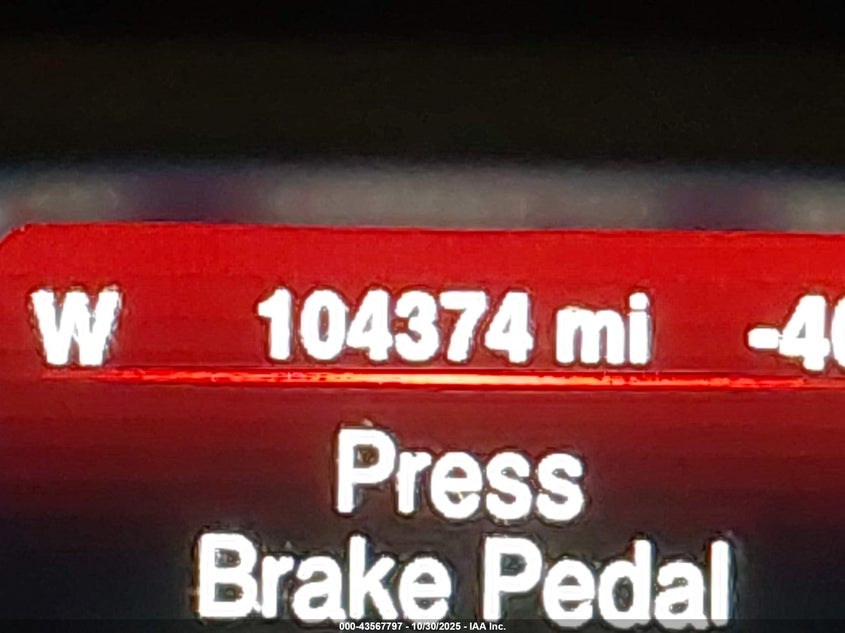 W 104374 mi
Press
Brake Pedal
000-43567797 - 10/30/2025 - IAA Inc.